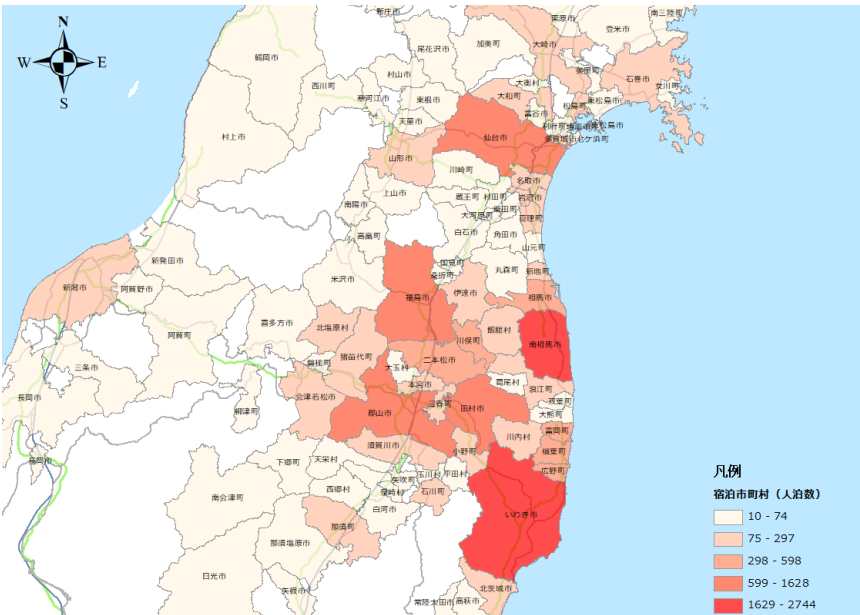 新庄市
栗原市
南三陸町
登米市
尾花沢市
加美町
大崎市
鶴岡市
美里町
石巻市
女川町
村山市
西川町
寒河江市
東根市
大衡村
大和町
松島町
東松島市
天童市
富谷市
利府町
仙台市
七ケ浜町
村上市
山形市
川崎町
名取市
上山市
蔵王町
村田町
岩沼市
柴田町
南陽市
大河原町
亘理町
白石市
角田市
高畠町
山元町
新発田市
国見町
丸森町
新地町
米沢市
桑折町
新潟市
阿賀野市
福島市
伊達市
相馬市
喜多方市
北塩原村
飯舘村
阿賀町
川俣町
南相馬市
磐梯町
猪苗代町
二本松市
三条市
大玉村
本宮市
葛尾村
浪江町
長岡市
会津若松市
双葉町
柳津町
郡山市
三春町
田村市
大熊町
川内村
富岡町
須賀川市
小野町
楢葉町
下郷町
天栄村
広野町
玉川村
平田村
矢吹町
西郷村
泉崎村
石川町
南会津町
白河市
いわき市
那須町
那須塩原市
日光市
矢板市
北茨城市
常陸太田市
高萩市
N
W
E
S
凡例
宿泊市町村（人泊数）
10 - 74
75 - 297
298 - 598
599 - 1628
1629 - 2744